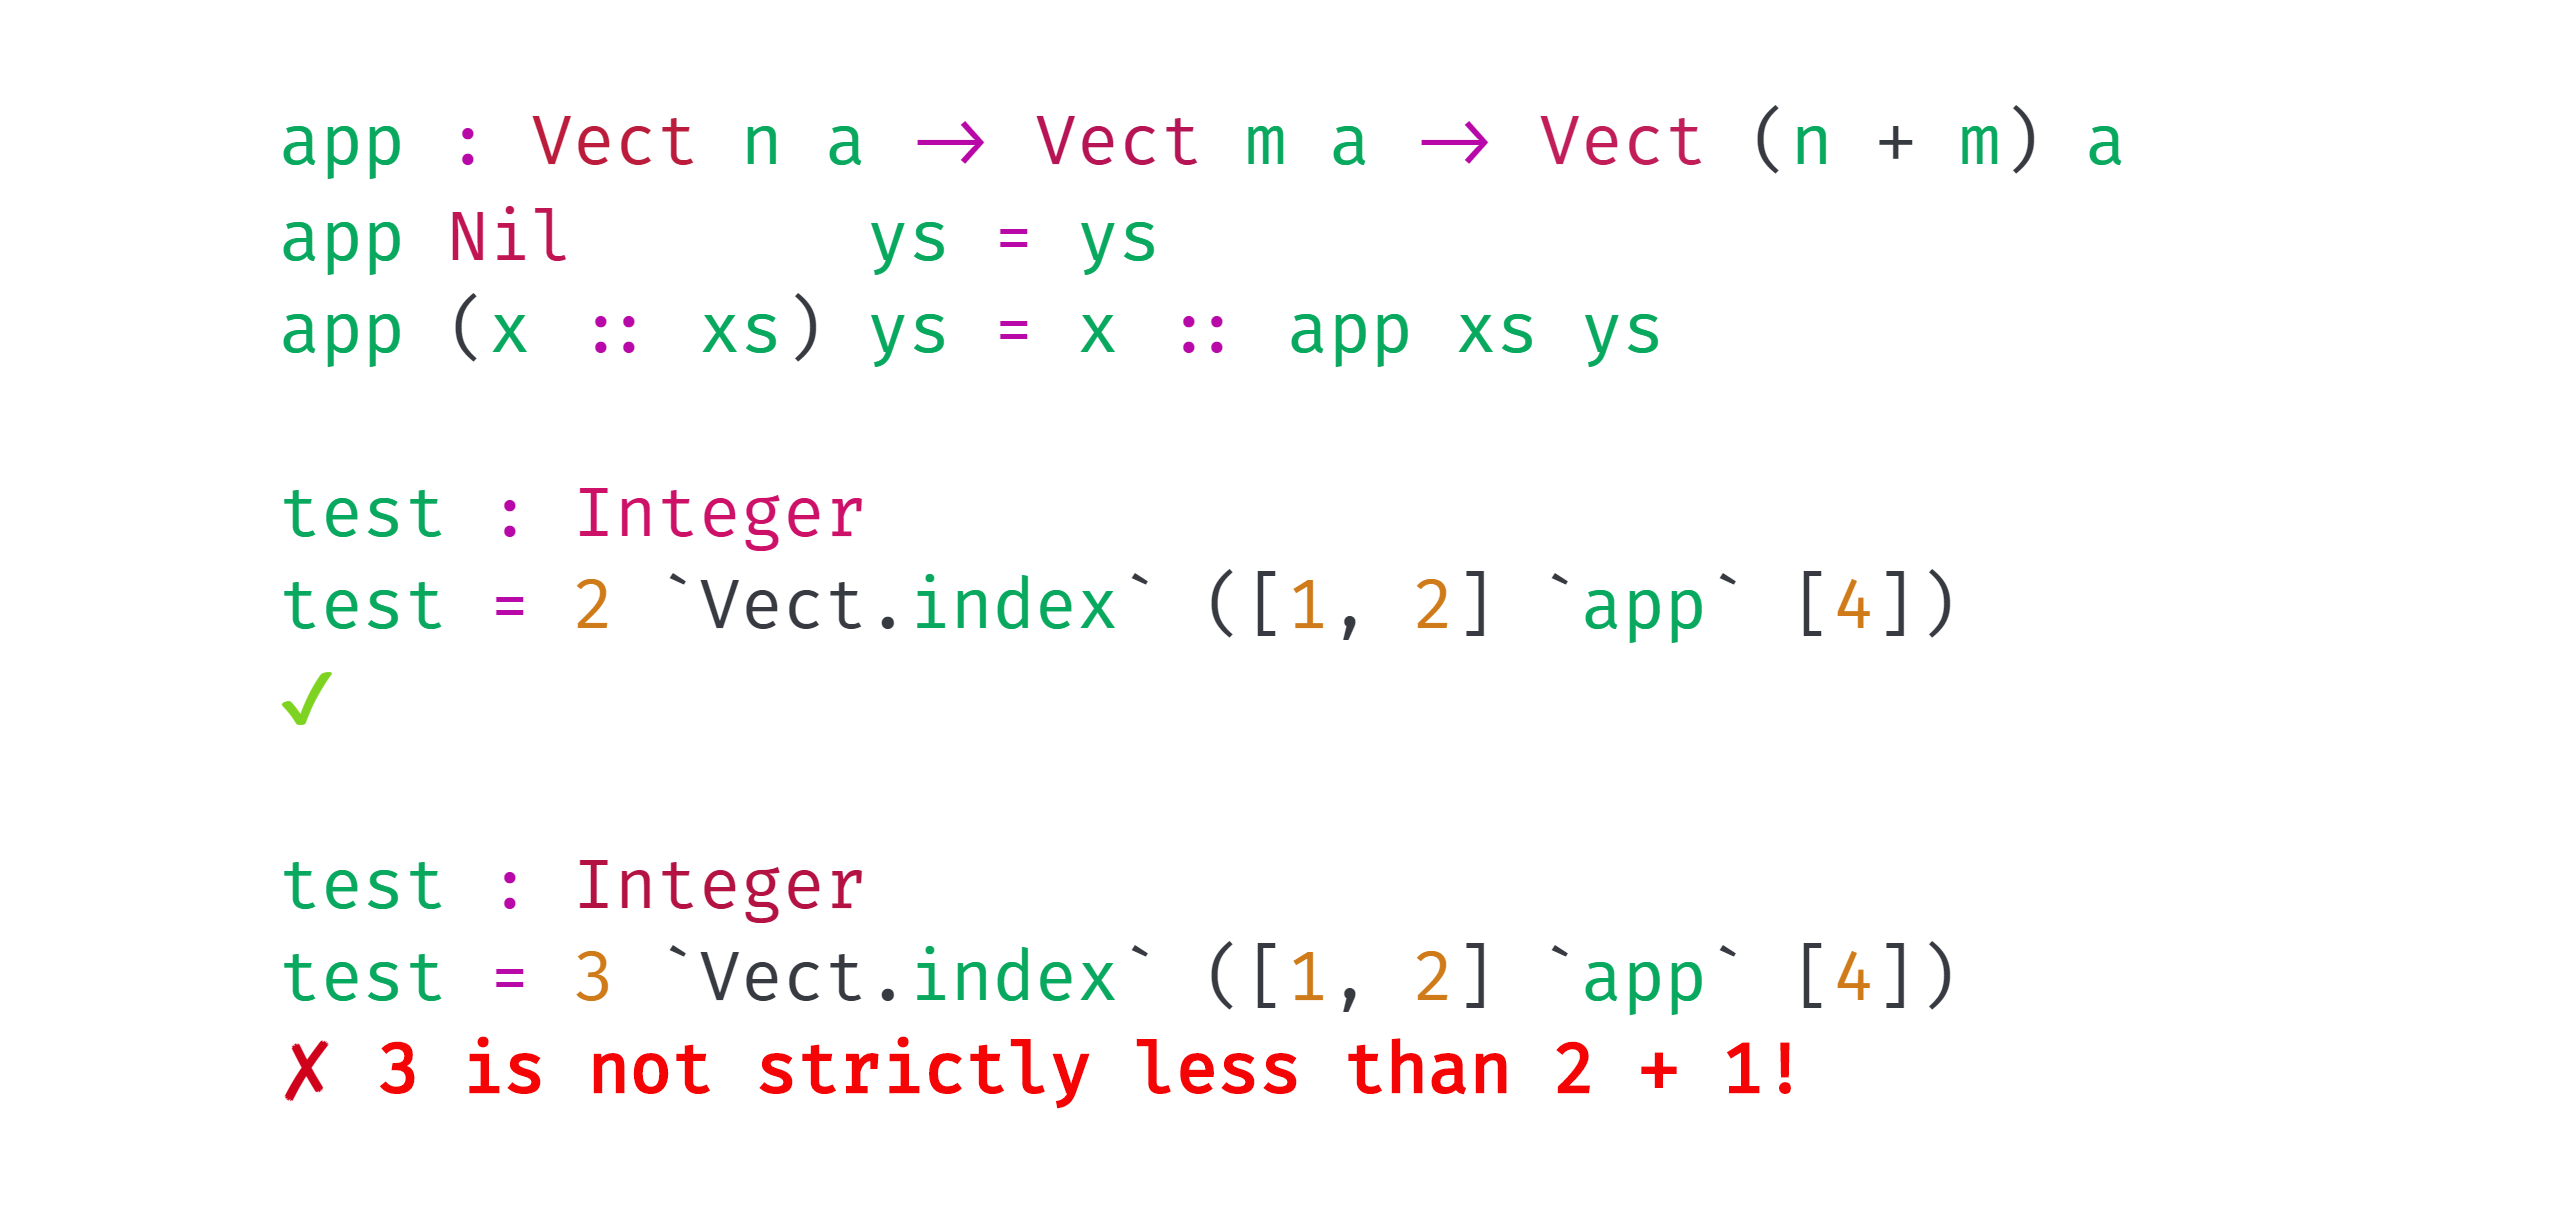 app : Vect n a → Vect m a → Vect (n + m) a
app Nil       ys = ys
app (x :: xs) ys = x :: app xs ys
test : Integer
test = 2 `Vect.index` ([1, 2] `app` [4])
✓
test : Integer
test = 3 `Vect.index` ([1, 2] `app` [4])
✗ 3 is not strictly less than 2 + 1!